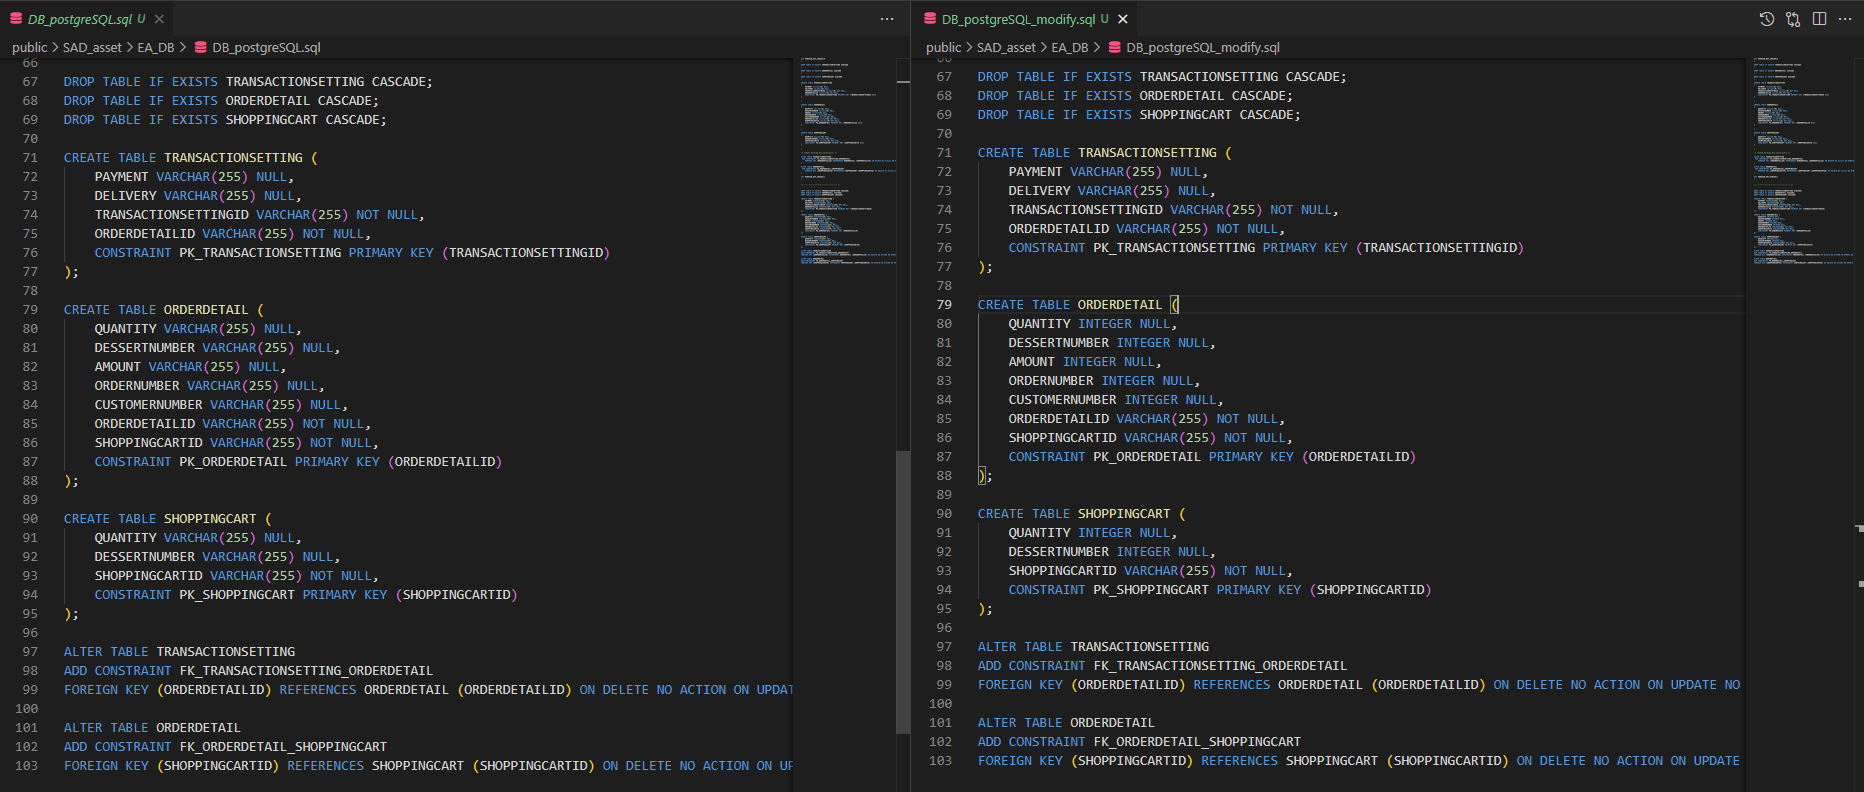 DB_postgreSQL.sql U
public > SAD_asset > EA_DB > DB_postgreSQL.sql
66
67 DROP TABLE IF EXISTS TRANSACTIONSETTING CASCADE;
68 DROP TABLE IF EXISTS ORDERDETAIL CASCADE;
69 DROP TABLE IF EXISTS SHOPPINGCART CASCADE;
70
71 CREATE TABLE TRANSACTIONSETTING (
72 PAYMENT VARCHAR(255) NULL,
73 DELIVERY VARCHAR(255) NULL,
74 TRANSACTIONSETTINGID VARCHAR(255) NOT NULL,
75 ORDERDETAILID VARCHAR(255) NOT NULL,
76 CONSTRAINT PK_TRANSACTIONSETTING PRIMARY KEY (TRANSACTIONSETTINGID)
77 );
78
79 CREATE TABLE ORDERDETAIL (
80 QUANTITY VARCHAR(255) NULL,
81 DESSERTNUMBER VARCHAR(255) NULL,
82 AMOUNT VARCHAR(255) NULL,
83 ORDERNUMBER VARCHAR(255) NULL,
84 CUSTOMERNUMBER VARCHAR(255) NULL,
85 ORDERDETAILID VARCHAR(255) NOT NULL,
86 SHOPPINGCARTID VARCHAR(255) NOT NULL,
87 CONSTRAINT PK_ORDERDETAIL PRIMARY KEY (ORDERDETAILID)
88 );
89
90 CREATE TABLE SHOPPINGCART (
91 QUANTITY VARCHAR(255) NULL,
92 DESSERTNUMBER VARCHAR(255) NULL,
93 SHOPPINGCARTID VARCHAR(255) NOT NULL,
94 CONSTRAINT PK_SHOPPINGCART PRIMARY KEY (SHOPPINGCARTID)
95 );
96
97 ALTER TABLE TRANSACTIONSETTING
98 ADD CONSTRAINT FK_TRANSACTIONSETTING_ORDERDETAIL
99 FOREIGN KEY (ORDERDETAILID) REFERENCES ORDERDETAIL (ORDERDETAILID) ON DELETE NO ACTION ON UPDAT
100
101 ALTER TABLE ORDERDETAIL
102 ADD CONSTRAINT FK_ORDERDETAIL_SHOPPINGCART
103 FOREIGN KEY (SHOPPINGCARTID) REFERENCES SHOPPINGCART (SHOPPINGCARTID) ON DELETE NO ACTION ON UP
DB_postgreSQL_modify.sql U
public > SAD_asset > EA_DB > DB_postgreSQL_modify.sql
66
67 DROP TABLE IF EXISTS TRANSACTIONSETTING CASCADE;
68 DROP TABLE IF EXISTS ORDERDETAIL CASCADE;
69 DROP TABLE IF EXISTS SHOPPINGCART CASCADE;
70
71 CREATE TABLE TRANSACTIONSETTING (
72 PAYMENT VARCHAR(255) NULL,
73 DELIVERY VARCHAR(255) NULL,
74 TRANSACTIONSETTINGID VARCHAR(255) NOT NULL,
75 ORDERDETAILID VARCHAR(255) NOT NULL,
76 CONSTRAINT PK_TRANSACTIONSETTING PRIMARY KEY (TRANSACTIONSETTINGID)
77 );
78
79 CREATE TABLE ORDERDETAIL (
80 QUANTITY INTEGER NULL,
81 DESSERTNUMBER INTEGER NULL,
82 AMOUNT INTEGER NULL,
83 ORDERNUMBER INTEGER NULL,
84 CUSTOMERNUMBER INTEGER NULL,
85 ORDERDETAILID VARCHAR(255) NOT NULL,
86 SHOPPINGCARTID VARCHAR(255) NOT NULL,
87 CONSTRAINT PK_ORDERDETAIL PRIMARY KEY (ORDERDETAILID)
88 );
89
90 CREATE TABLE SHOPPINGCART (
91 QUANTITY INTEGER NULL,
92 DESSERTNUMBER INTEGER NULL,
93 SHOPPINGCARTID VARCHAR(255) NOT NULL,
94 CONSTRAINT PK_SHOPPINGCART PRIMARY KEY (SHOPPINGCARTID)
95 );
96
97 ALTER TABLE TRANSACTIONSETTING
98 ADD CONSTRAINT FK_TRANSACTIONSETTING_ORDERDETAIL
99 FOREIGN KEY (ORDERDETAILID) REFERENCES ORDERDETAIL (ORDERDETAILID) ON DELETE NO ACTION ON UPDATE NO
100
101 ALTER TABLE ORDERDETAIL
102 ADD CONSTRAINT FK_ORDERDETAIL_SHOPPINGCART
103 FOREIGN KEY (SHOPPINGCARTID) REFERENCES SHOPPINGCART (SHOPPINGCARTID) ON DELETE NO ACTION ON UPDATE